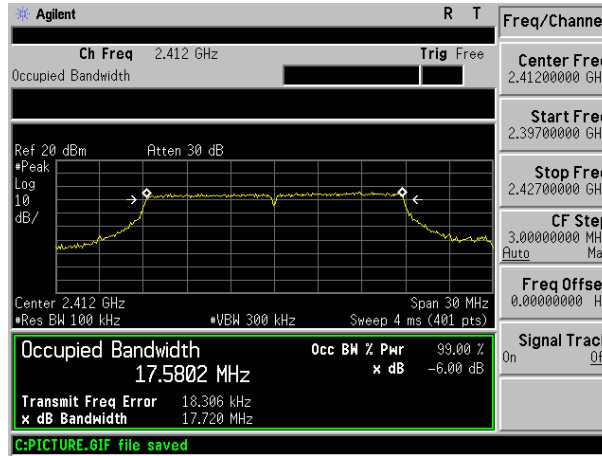 Agilent R T
Freq/Channe
Ch Freq 2.412 GHz Trig Free
Occupied Bandwidth
Center Fre
2.41200000 GH
Start Fre
2.39700000 GH
Ref 20 dBm Atten 30 dB
#Peak
Log
10
dB/
Stop Fre
2.42700000 GH
CF Ste
3.00000000 MH
Auto Ma
Freq Offse
0.00000000 H
Center 2.412 GHz Span 30 MHz
#Res BW 100 kHz #VBW 300 kHz Sweep 4 ms (401 pts)
Signal Trac
On Of
Occupied Bandwidth
17.5802 MHz
Occ BW % Pwr 99.00 %
x dB -6.00 dB
Transmit Freq Error 18.306 kHz
x dB Bandwidth 17.720 MHz
C:PICTURE.GIF file saved